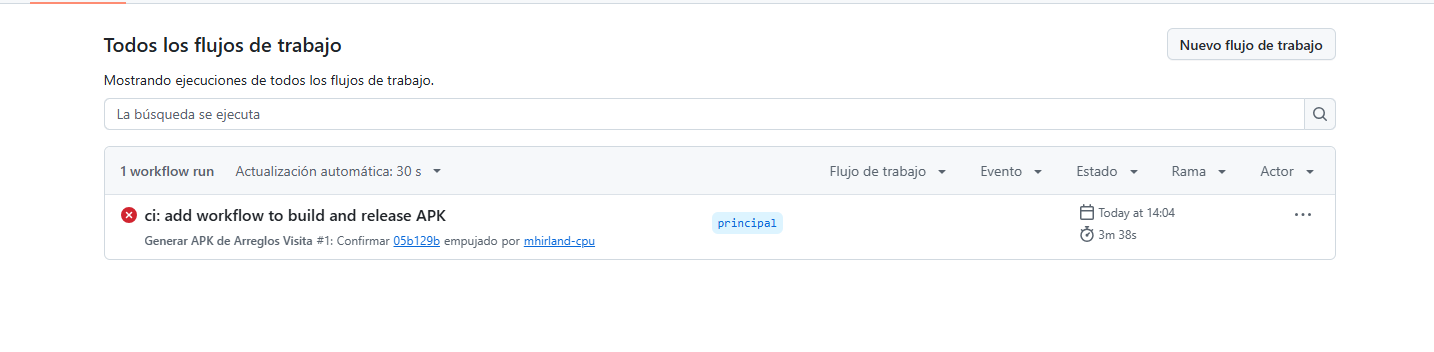 Todos los flujos de trabajo
Nuevo flujo de trabajo
Mostrando ejecuciones de todos los flujos de trabajo.
La búsqueda se ejecuta
1 workflow run Actualización automática: 30 s Flujo de trabajo Evento Estado Rama Actor
ci: add workflow to build and release APK
principal
Today at 14:04
Generar APK de Arreglos Visita #1: Confirmar 05b129b empujado por mhirland-cpu
3m 38s